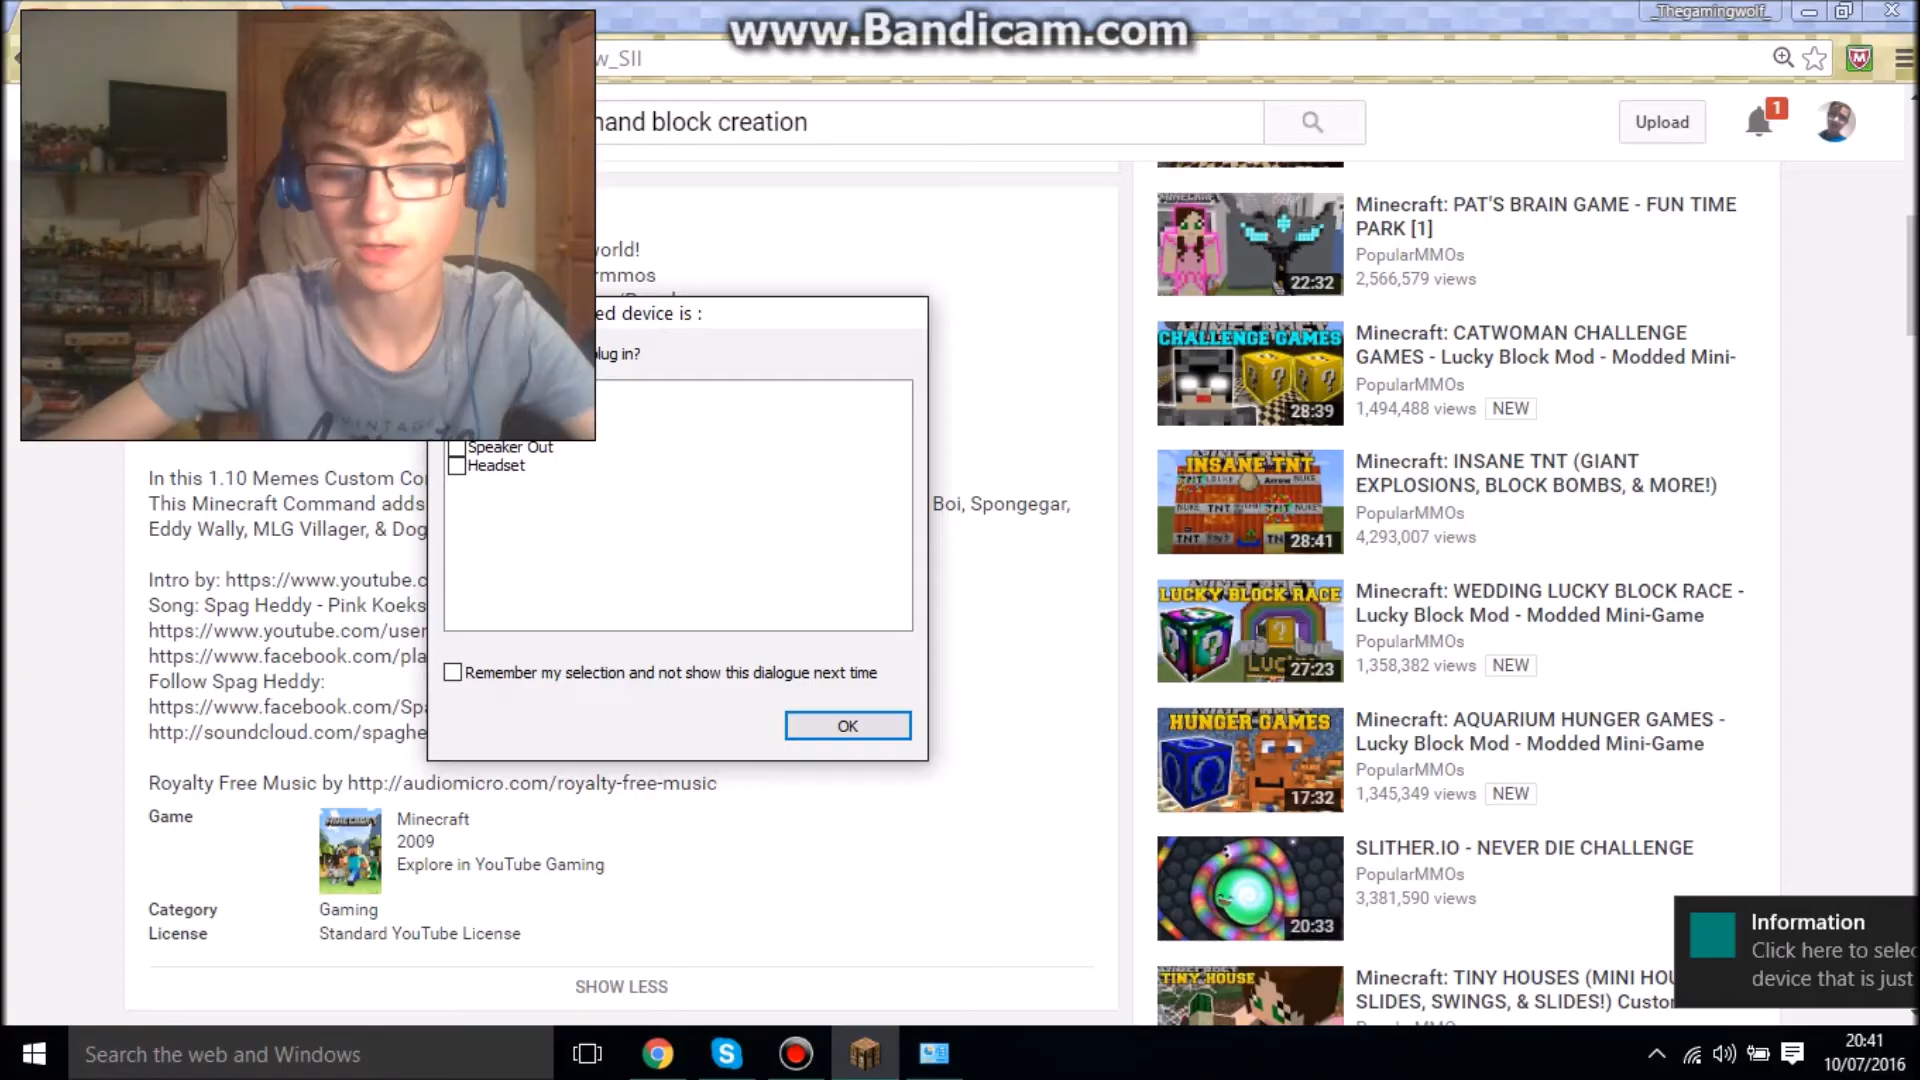 www.Bandicam.com
_Thegamingwolf_
w_SII
hand block creation
Upload
1
world!
rmmos
ed device is :
plug in?
Speaker Out
Headset
Remember my selection and not show this dialogue next time
OK
In this 1.10 Memes Custom Co
This Minecraft Command adds
Boi, Spongegar,
Eddy Wally, MLG Villager, & Dog
Intro by: https://www.youtube.c
Song: Spag Heddy - Pink Koeks
https://www.youtube.com/user
https://www.facebook.com/pla
Follow Spag Heddy:
https://www.facebook.com/Spa
http://soundcloud.com/spaghe
Royalty Free Music by http://audiomicro.com/royalty-free-music
Game
Minecraft
2009
Explore in YouTube Gaming
Category
Gaming
License
Standard YouTube License
SHOW LESS
22:32
Minecraft: PAT'S BRAIN GAME - FUN TIME
PARK [1]
PopularMMOs
2,566,579 views
CHALLENGE GAMES
28:39
Minecraft: CATWOMAN CHALLENGE
GAMES - Lucky Block Mod - Modded Mini-
PopularMMOs
1,494,488 views NEW
INSANE TNT
28:41
Minecraft: INSANE TNT (GIANT
EXPLOSIONS, BLOCK BOMBS, & MORE!)
PopularMMOs
4,293,007 views
LUCKY BLOCK RACE
27:23
Minecraft: WEDDING LUCKY BLOCK RACE -
Lucky Block Mod - Modded Mini-Game
PopularMMOs
1,358,382 views NEW
HUNGER GAMES
17:32
Minecraft: AQUARIUM HUNGER GAMES -
Lucky Block Mod - Modded Mini-Game
PopularMMOs
1,345,349 views NEW
20:33
SLITHER.IO - NEVER DIE CHALLENGE
PopularMMOs
3,381,590 views
TINY HOUSE
Minecraft: TINY HOUSES (MINI HOU
SLIDES, SWINGS, & SLIDES!) Custo
Information
Click here to selec
device that is just
Search the web and Windows
20:41
10/07/2016